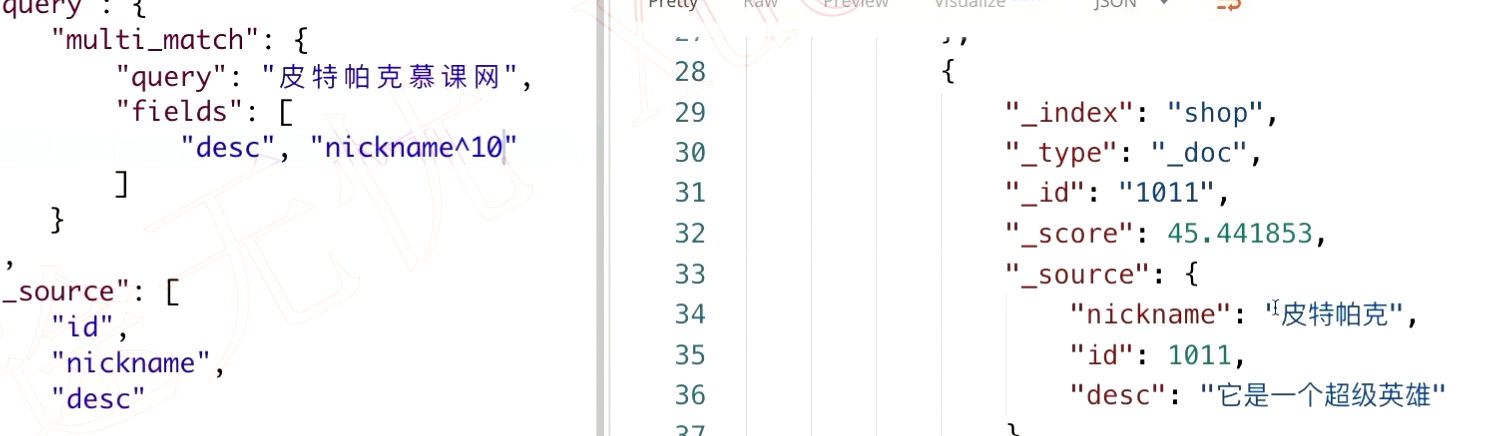 query": {
"multi_match": {
"query": "皮特帕克慕课网",
"fields": [
"desc", "nickname^10"
]
}
,
_source": [
"id",
"nickname",
"desc"
Pretty Raw Preview Visualize JSON
27 },
28 {
29 "_index": "shop",
30 "_type": "_doc",
31 "_id": "1011",
32 "_score": 45.441853,
33 "_source": {
34 "nickname": "皮特帕克",
35 "id": 1011,
36 "desc": "它是一个超级英雄"
37 }